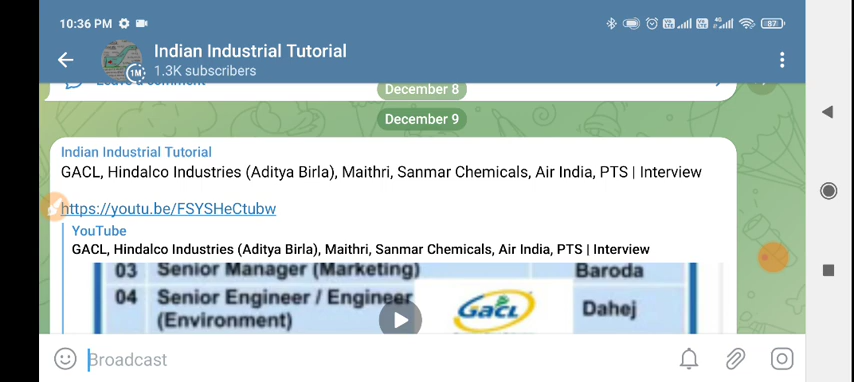 10:36 PM
87
Indian Industrial Tutorial
1M
1.3K subscribers
December 8
December 9
Indian Industrial Tutorial
GACL, Hindalco Industries (Aditya Birla), Maithri, Sanmar Chemicals, Air India, PTS | Interview
https://youtu.be/FSYSHeCtubw
YouTube
GACL, Hindalco Industries (Aditya Birla), Maithri, Sanmar Chemicals, Air India, PTS | Interview
03 Senior Manager (Marketing) Baroda
04 Senior Engineer / Engineer (Environment) GACL Dahej
Broadcast